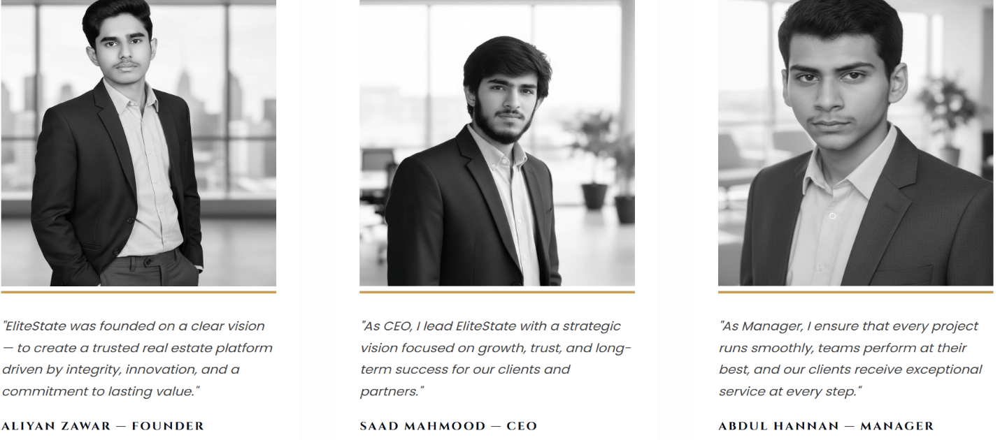 "EliteState was founded on a clear vision
— to create a trusted real estate platform
driven by integrity, innovation, and a
commitment to lasting value."
ALIYAN ZAWAR — FOUNDER
"As CEO, I lead EliteState with a strategic
vision focused on growth, trust, and long-
term success for our clients and
partners."
SAAD MAHMOOD — CEO
"As Manager, I ensure that every project
runs smoothly, teams perform at their
best, and our clients receive exceptional
service at every step."
ABDUL HANNAN — MANAGER